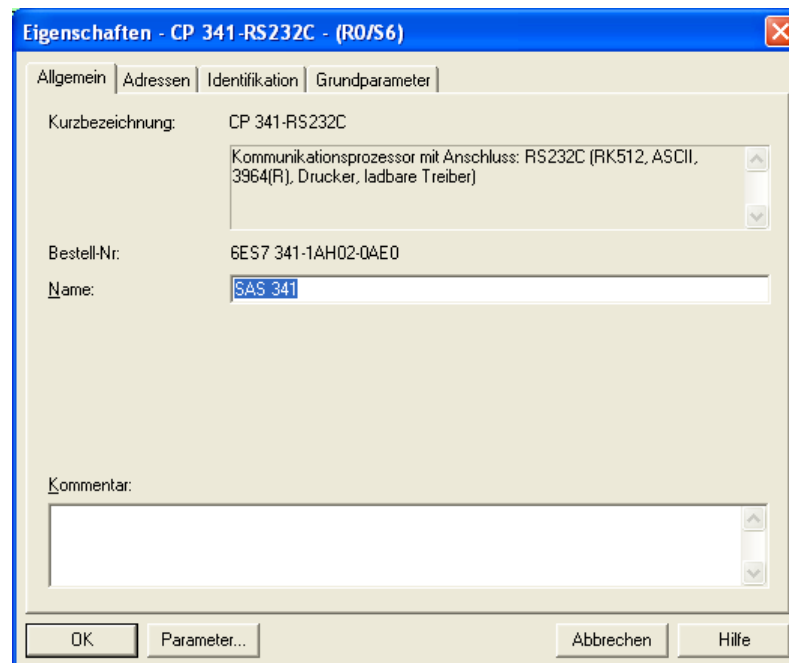 Eigenschaften - CP 341-RS232C - (R0/S6)
Allgemein Adressen Identifikation Grundparameter
Kurzbezeichnung: CP 341-RS232C
Kommunikationsprozessor mit Anschluss: RS232C (RK512, ASCII,
3964(R), Drucker, ladbare Treiber)
Bestell-Nr.: 6ES7 341-1AH02-0AE0
Name: SAS 341
Kommentar:
OK Parameter... Abbrechen Hilfe